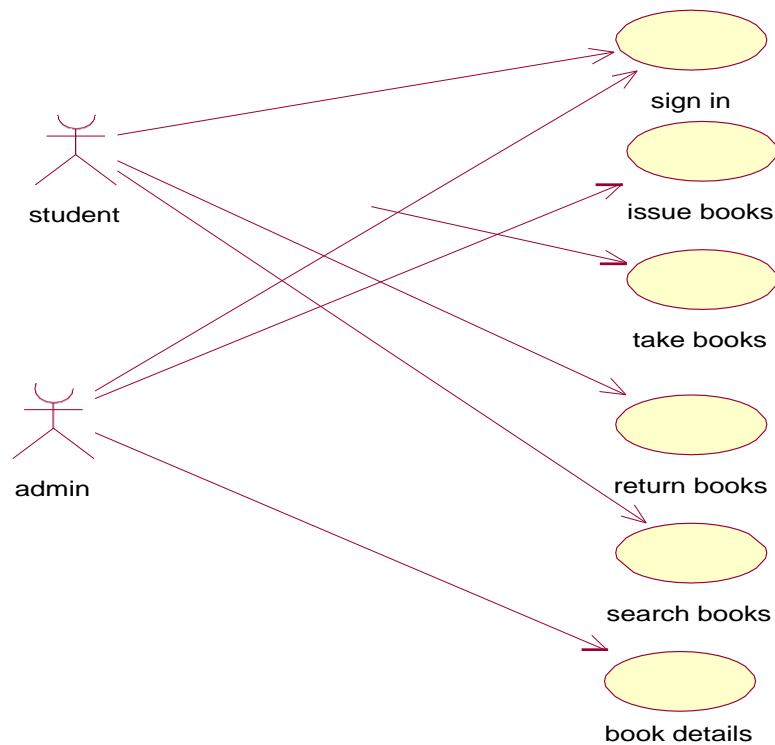 sign in
student
issue books
take books
admin
return books
search books
book details